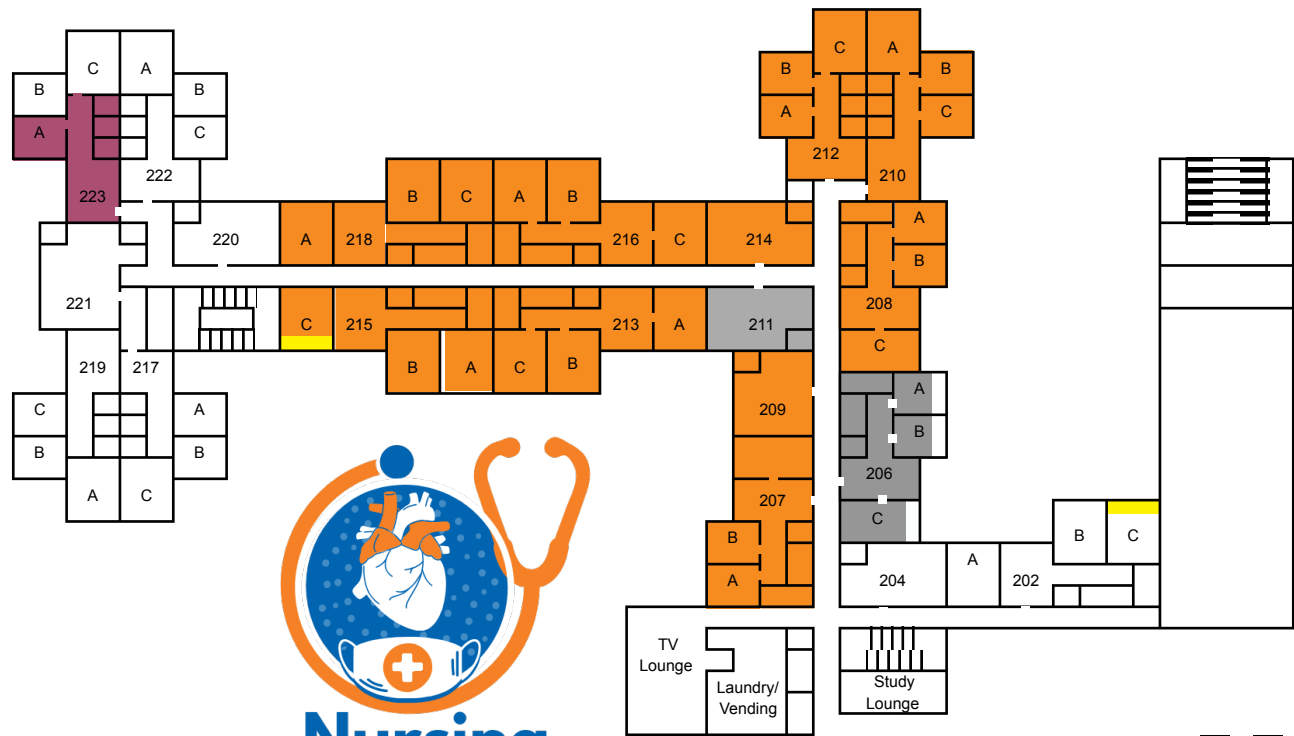 C A
C A
B B
B B
A C
A C
212
222
210
223
B C A B
A
220
A 218
216 C 214
B
221
C 215
213 A 211
208
C
219 217
B A C B
A
C A
209
B B
B
206
A C
207
C
B
B C
A
A
204
202
TV
Lounge
Laundry/
Vending
Study
Lounge
Nursing